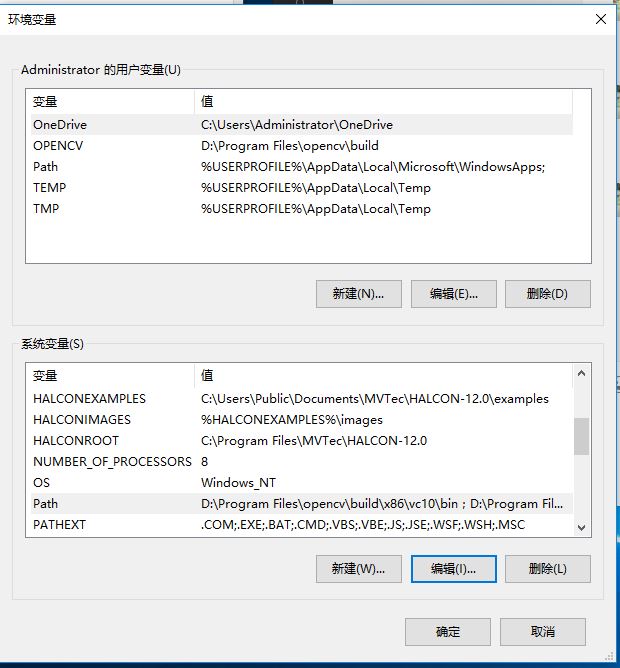 环境变量
Administrator 的用户变量(U)
变量 值
OneDrive C:\Users\Administrator\OneDrive
OPENCV D:\Program Files\opencv\build
Path %USERPROFILE%\AppData\Local\Microsoft\WindowsApps;
TEMP %USERPROFILE%\AppData\Local\Temp
TMP %USERPROFILE%\AppData\Local\Temp
新建(N)... 编辑(E)... 删除(D)
系统变量(S)
变量 值
HALCONEXAMPLES C:\Users\Public\Documents\MVTec\HALCON-12.0\examples
HALCONIMAGES %HALCONEXAMPLES%\images
HALCONROOT C:\Program Files\MVTec\HALCON-12.0
NUMBER_OF_PROCESSORS 8
OS Windows_NT
Path D:\Program Files\opencv\build\x86\vc10\bin ; D:\Program Fil...
PATHEXT .COM;.EXE;.BAT;.CMD;.VBS;.VBE;.JS;.JSE;.WSF;.WSH;.MSC
新建(W)... 编辑(I)... 删除(L)
确定 取消